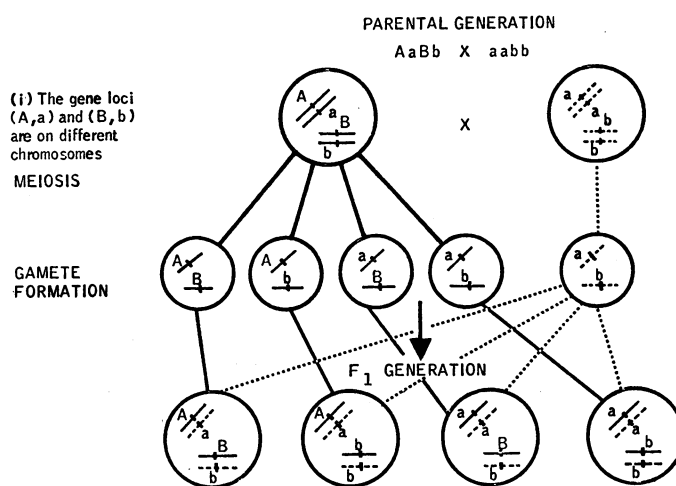 PARENTAL GENERATION
AaBb X aabb
(i) The gene loci
(A,a) and (B,b)
are on different
chromosomes
MEIOSIS
A
a
B
b
X
a
a
b
b
GAMETE
FORMATION
A
B
A
b
a
B
a
b
a
b
F1 GENERATION
A
a
B
b
A
a
b
b
a
a
B
b
a
a
b
b